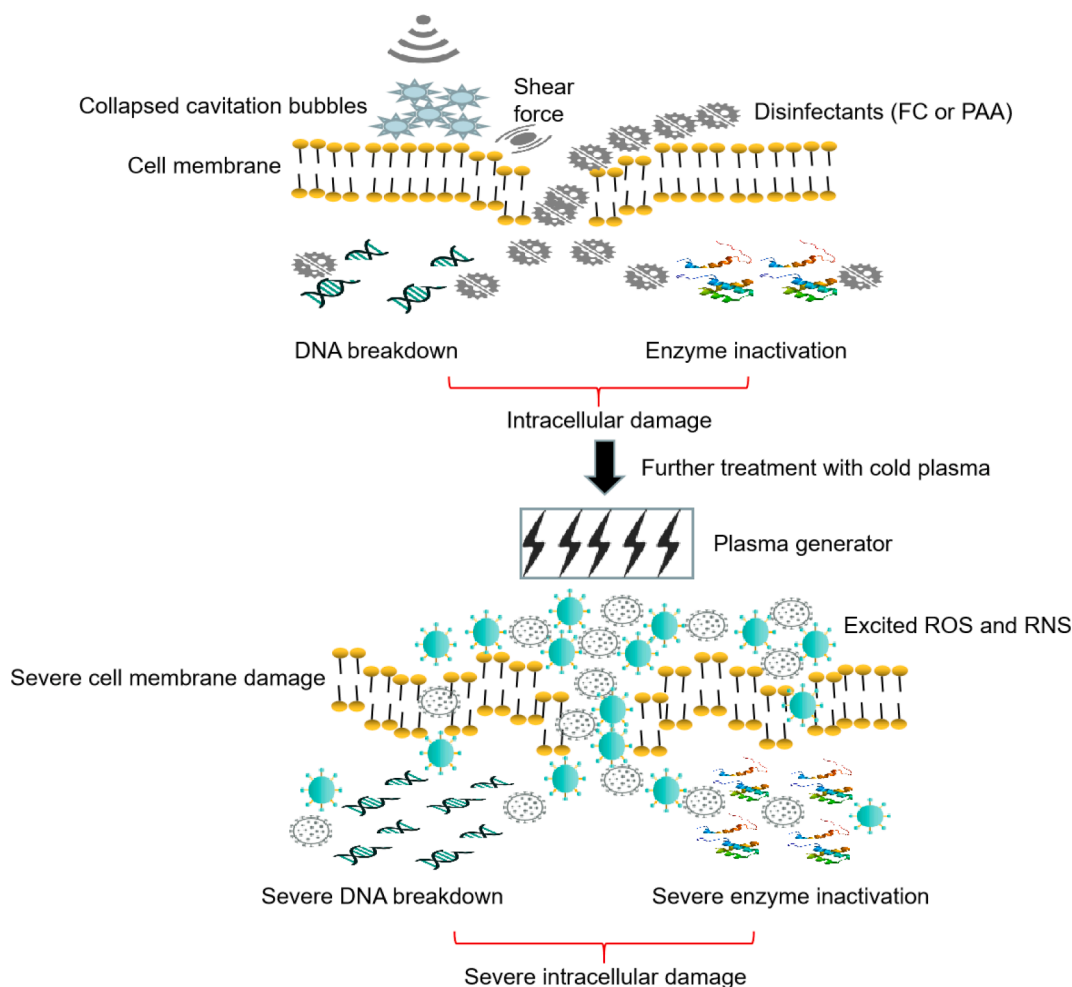 Collapsed cavitation bubbles
Shear
force
Disinfectants (FC or PAA)
Cell membrane
DNA breakdown
Enzyme inactivation
Intracellular damage
Further treatment with cold plasma
Plasma generator
Excited ROS and RNS
Severe cell membrane damage
Severe DNA breakdown
Severe enzyme inactivation
Severe intracellular damage